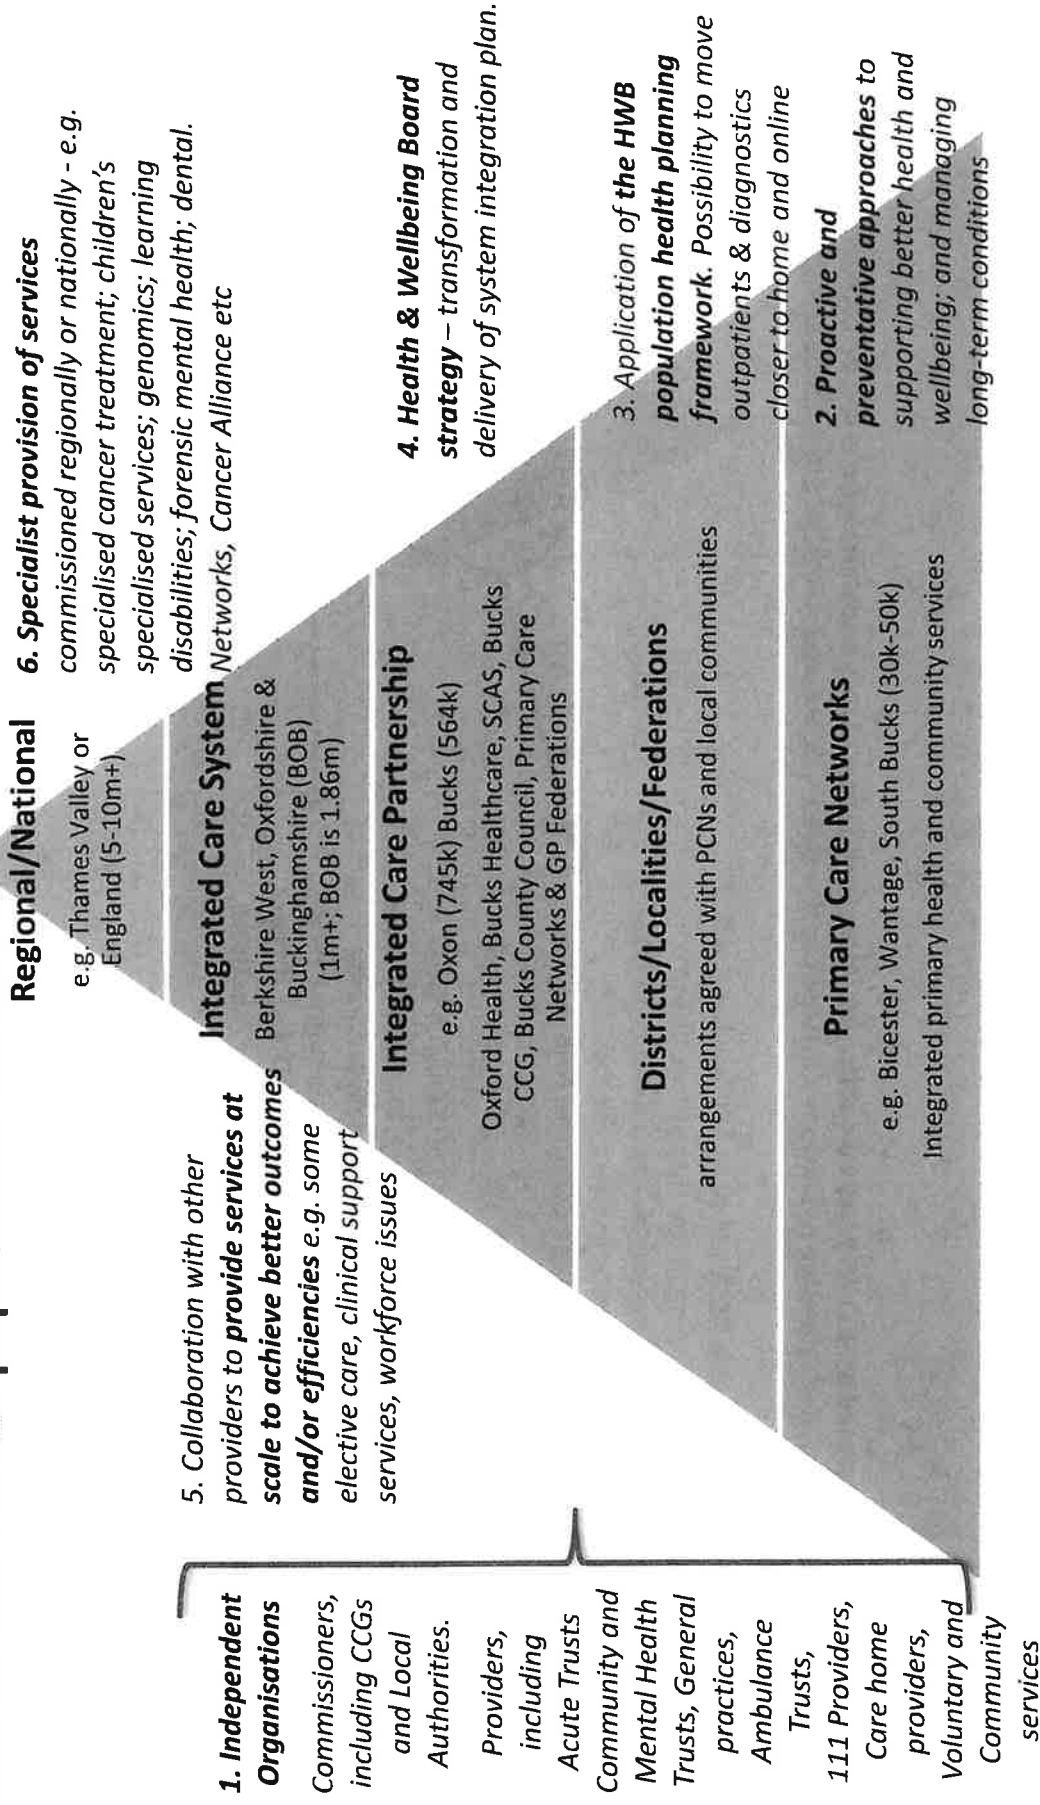 Regional/National
e.g. Thames Valley or
England (5-10m+)
6. Specialist provision of services
commissioned regionally or nationally - e.g.
specialised cancer treatment; children's
specialised services; genomics; learning
disabilities; forensic mental health; dental.
Networks, Cancer Alliance etc
Integrated Care System
Berkshire West, Oxfordshire &
Buckinghamshire (BOB)
(1m+; BOB is 1.86m)
5. Collaboration with other
providers to provide services at
scale to achieve better outcomes
and/or efficiencies e.g. some
elective care, clinical support
services, workforce issues
Integrated Care Partnership
e.g. Oxon (745k) Bucks (564k)
Oxford Health, Bucks Healthcare, SCAS, Bucks
CCG, Bucks County Council, Primary Care
Networks & GP Federations
4. Health & Wellbeing Board
strategy – transformation and
delivery of system integration plan.
Districts/Localities/Federations
arrangements agreed with PCNs and local communities
3. Application of the HWB
population health planning
framework. Possibility to move
outpatients & diagnostics
closer to home and online
Primary Care Networks
e.g. Bicester, Wantage, South Bucks (30k-50k)
Integrated primary health and community services
2. Proactive and
preventative approaches to
supporting better health and
wellbeing; and managing
long-term conditions
1. Independent
Organisations
Commissioners,
including CCGs
and Local
Authorities.
Providers,
including
Acute Trusts
Community and
Mental Health
Trusts, General
practices,
Ambulance
Trusts,
111 Providers,
Care home
providers,
Voluntary and
Community
services